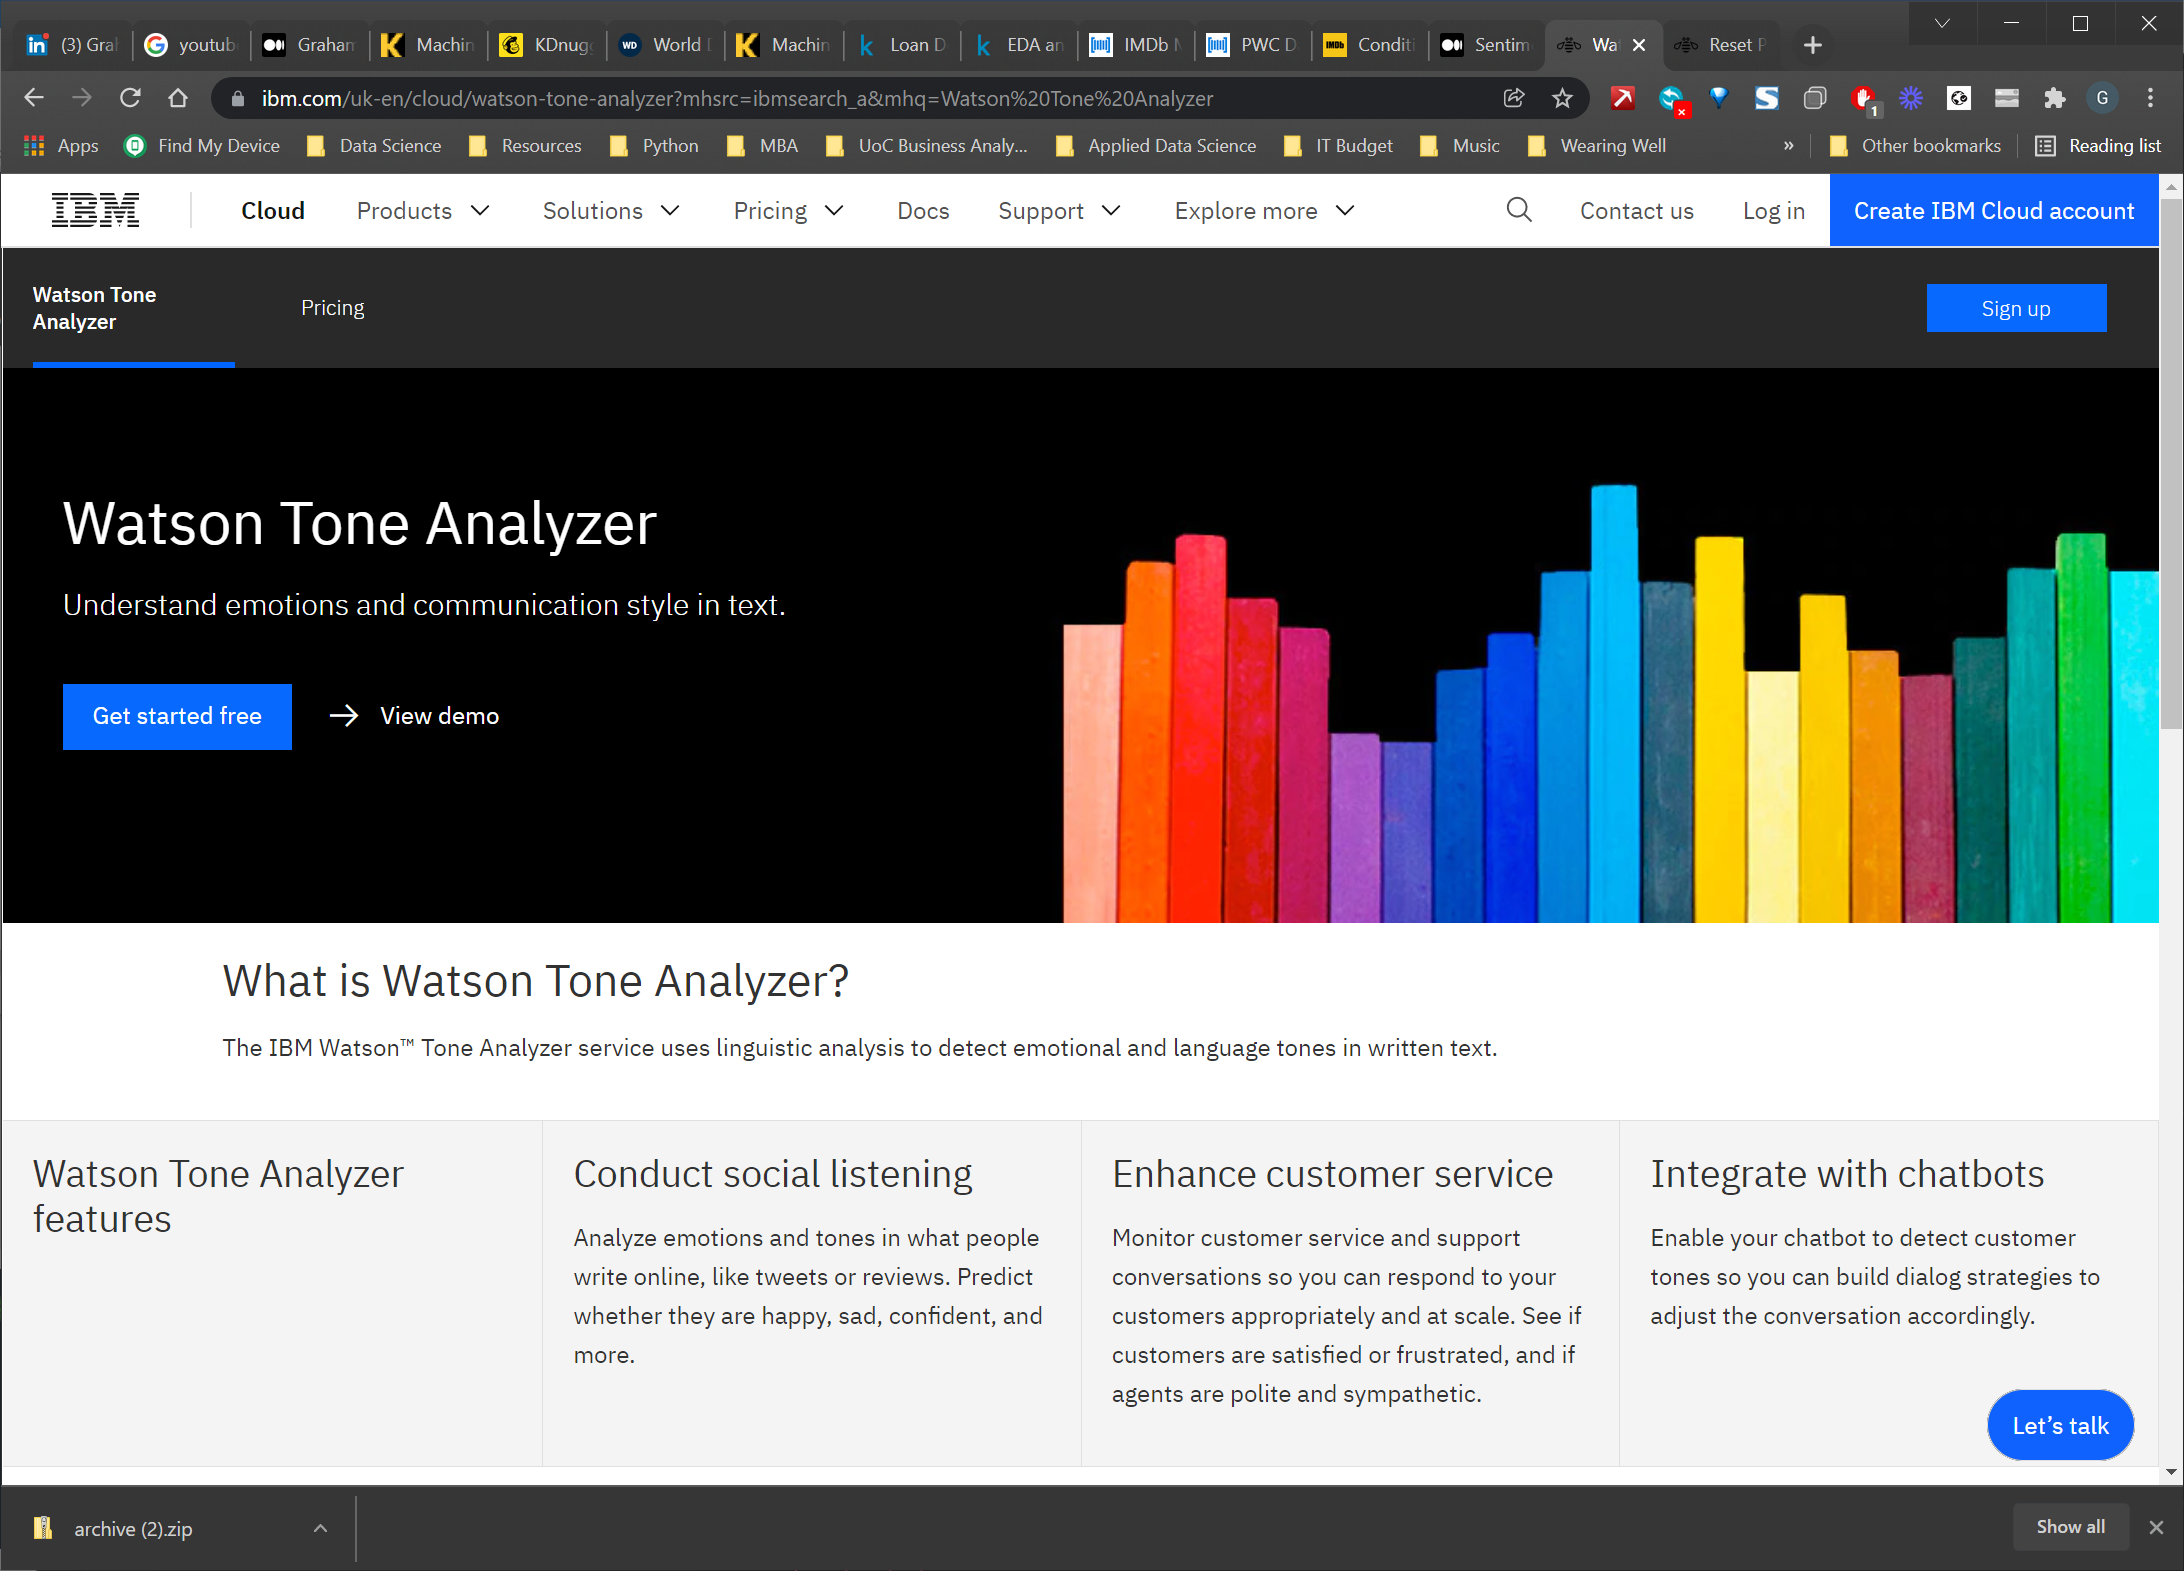 (3) Gra
youtub
Graham
Machin
KDnugg
WD
World
Machin
Loan D
EDA an
IMDb
PWC D
IMDb
Conditi
Sentim
Wa
Reset P
ibm.com/uk-en/cloud/watson-tone-analyzer?mhsrc=ibmsearch_a&mhq=Watson%20Tone%20Analyzer
1
G
Apps
Find My Device
Data Science
Resources
Python
MBA
UoC Business Analy...
Applied Data Science
IT Budget
Music
Wearing Well
»
Other bookmarks
Reading list
IBM
Cloud
Products
Solutions
Pricing
Docs
Support
Explore more
Contact us
Log in
Create IBM Cloud account
Watson Tone
Analyzer
Pricing
Sign up
Watson Tone Analyzer
Understand emotions and communication style in text.
Get started free
View demo
What is Watson Tone Analyzer?
The IBM Watson™ Tone Analyzer service uses linguistic analysis to detect emotional and language tones in written text.
Watson Tone Analyzer
features
Conduct social listening
Analyze emotions and tones in what people
write online, like tweets or reviews. Predict
whether they are happy, sad, confident, and
more.
Enhance customer service
Monitor customer service and support
conversations so you can respond to your
customers appropriately and at scale. See if
customers are satisfied or frustrated, and if
agents are polite and sympathetic.
Integrate with chatbots
Enable your chatbot to detect customer
tones so you can build dialog strategies to
adjust the conversation accordingly.
Let’s talk
archive (2).zip
Show all